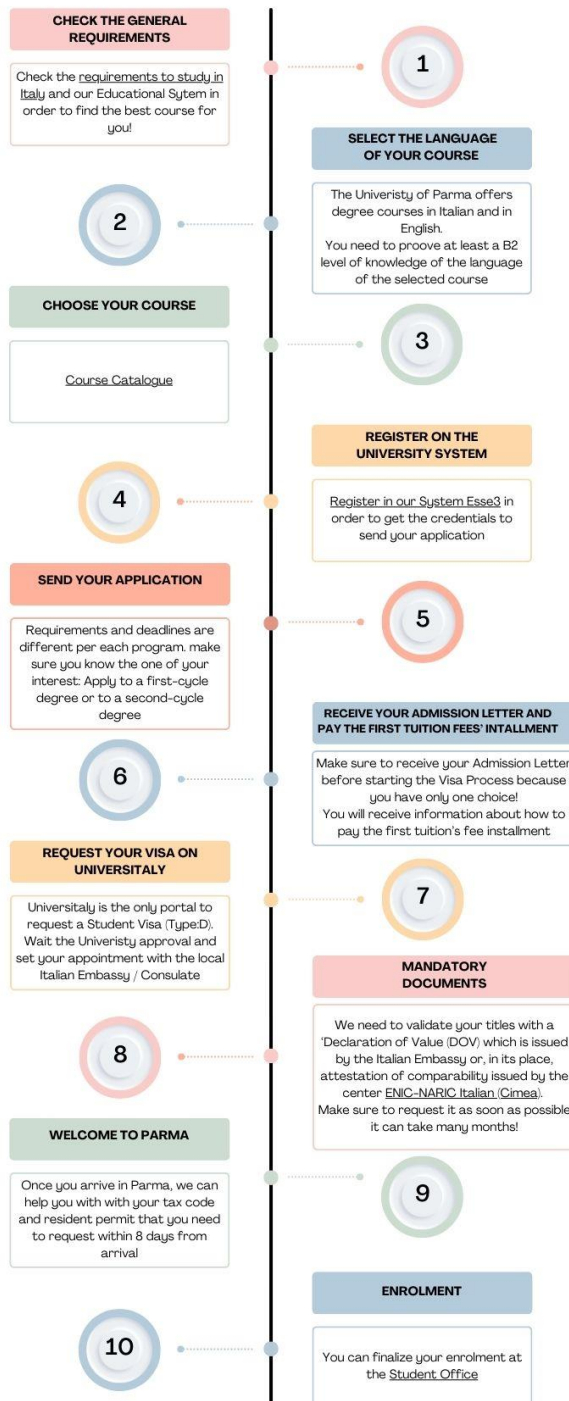 CHECK THE GENERAL
REQUIREMENTS
Check the requirements to study in
Italy and our Educational Sytem in
order to find the best course for
you!
1
SELECT THE LANGUAGE
OF YOUR COURSE
The Univeristy of Parma offers
degree courses in Italian and in
English.
You need to proove at least a B2
level of knowledge of the language
of the selected course
2
CHOOSE YOUR COURSE
Course Catalogue
3
REGISTER ON THE
UNIVERSITY SYSTEM
Register in our System Esse3 in
order to get the credentials to
send your application
4
SEND YOUR APPLICATION
Requirements and deadlines are
different per each program. make
sure you know the one of your
interest: Apply to a first-cycle
degree or to a second-cycle
degree
5
RECEIVE YOUR ADMISSION LETTER AND
PAY THE FIRST TUITION FEES' INTALLMENT
Make sure to receive your Admission Letter
before starting the Visa Process because
you have only one choice!
You will receive information about how to
pay the first tuition's fee installment
6
REQUEST YOUR VISA ON
UNIVERSITALY
Universitaly is the only portal to
request a Student Visa (Type:D).
Wait the Univeristy approval and
set your appointment with the local
Italian Embassy / Consulate
7
MANDATORY
DOCUMENTS
We need to validate your titles with a
'Declaration of Value (DOV) which is issued
by the Italian Embassy or, in its place,
attestation of comparability issued by the
center ENIC-NARIC Italian (Cimea).
Make sure to request it as soon as possible
it can take many months!
8
WELCOME TO PARMA
Once you arrive in Parma, we can
help you with with your tax code
and resident permit that you need
to request within 8 days from
arrival
9
ENROLMENT
You can finalize your enrolment at
the Student Office
10